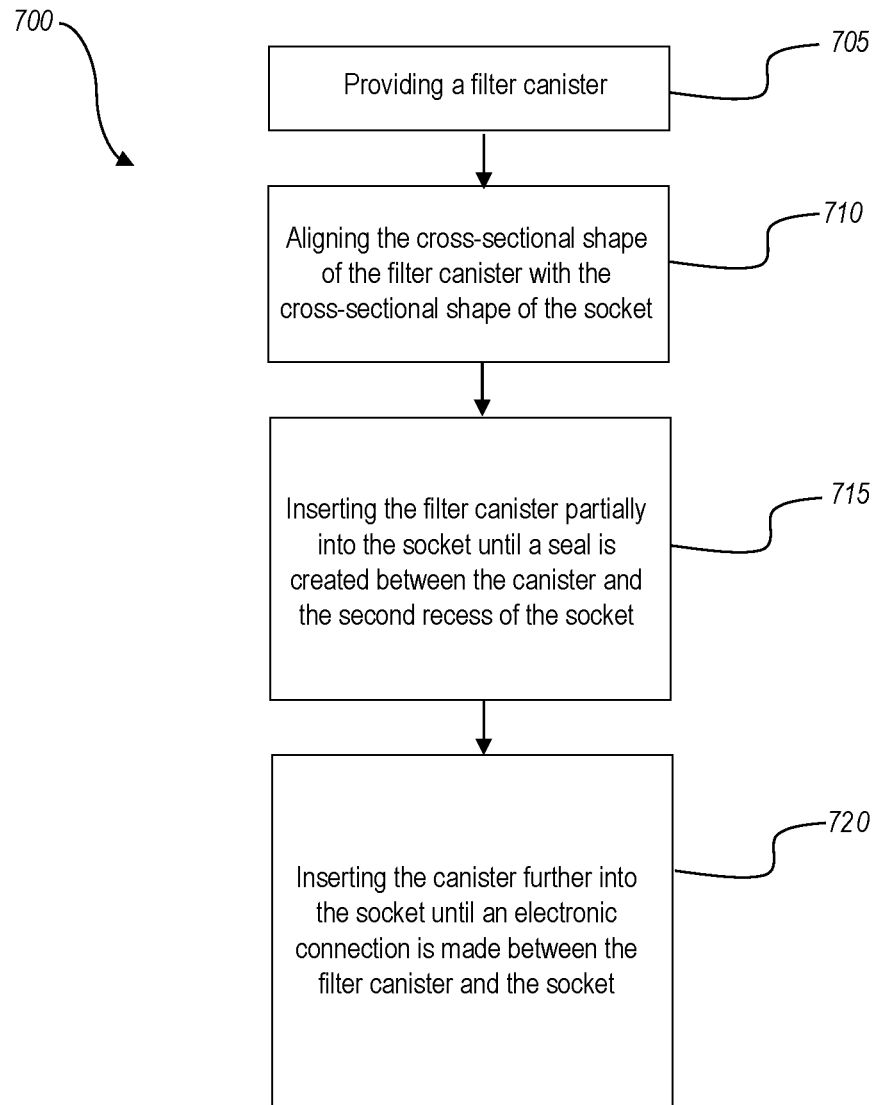 700
705
Providing a filter canister
710
Aligning the cross-sectional shape
of the filter canister with the
cross-sectional shape of the socket
715
Inserting the filter canister partially
into the socket until a seal is
created between the canister and
the second recess of the socket
720
Inserting the canister further into
the socket until an electronic
connection is made between the
filter canister and the socket